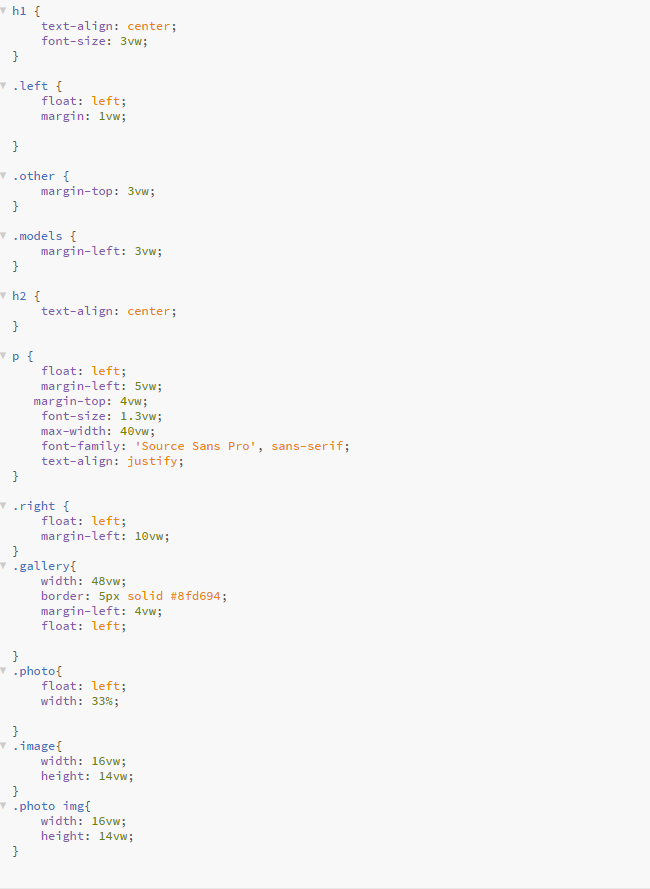 h1 {
    text-align: center;
    font-size: 3vw;
}
.left {
    float: left;
    margin: 1vw;
}
.other {
    margin-top: 3vw;
}
.models {
    margin-left: 3vw;
}
h2 {
    text-align: center;
}
p {
    float: left;
    margin-left: 5vw;
   margin-top: 4vw;
    font-size: 1.3vw;
    max-width: 40vw;
    font-family: 'Source Sans Pro', sans-serif;
    text-align: justify;
}
.right {
    float: left;
    margin-left: 10vw;
}
.gallery{
    width: 48vw;
    border: 5px solid #8fd694;
    margin-left: 4vw;
    float: left;
}
.photo{
    float: left;
    width: 33%;
}
.image{
    width: 16vw;
    height: 14vw;
}
.photo img{
    width: 16vw;
    height: 14vw;
}